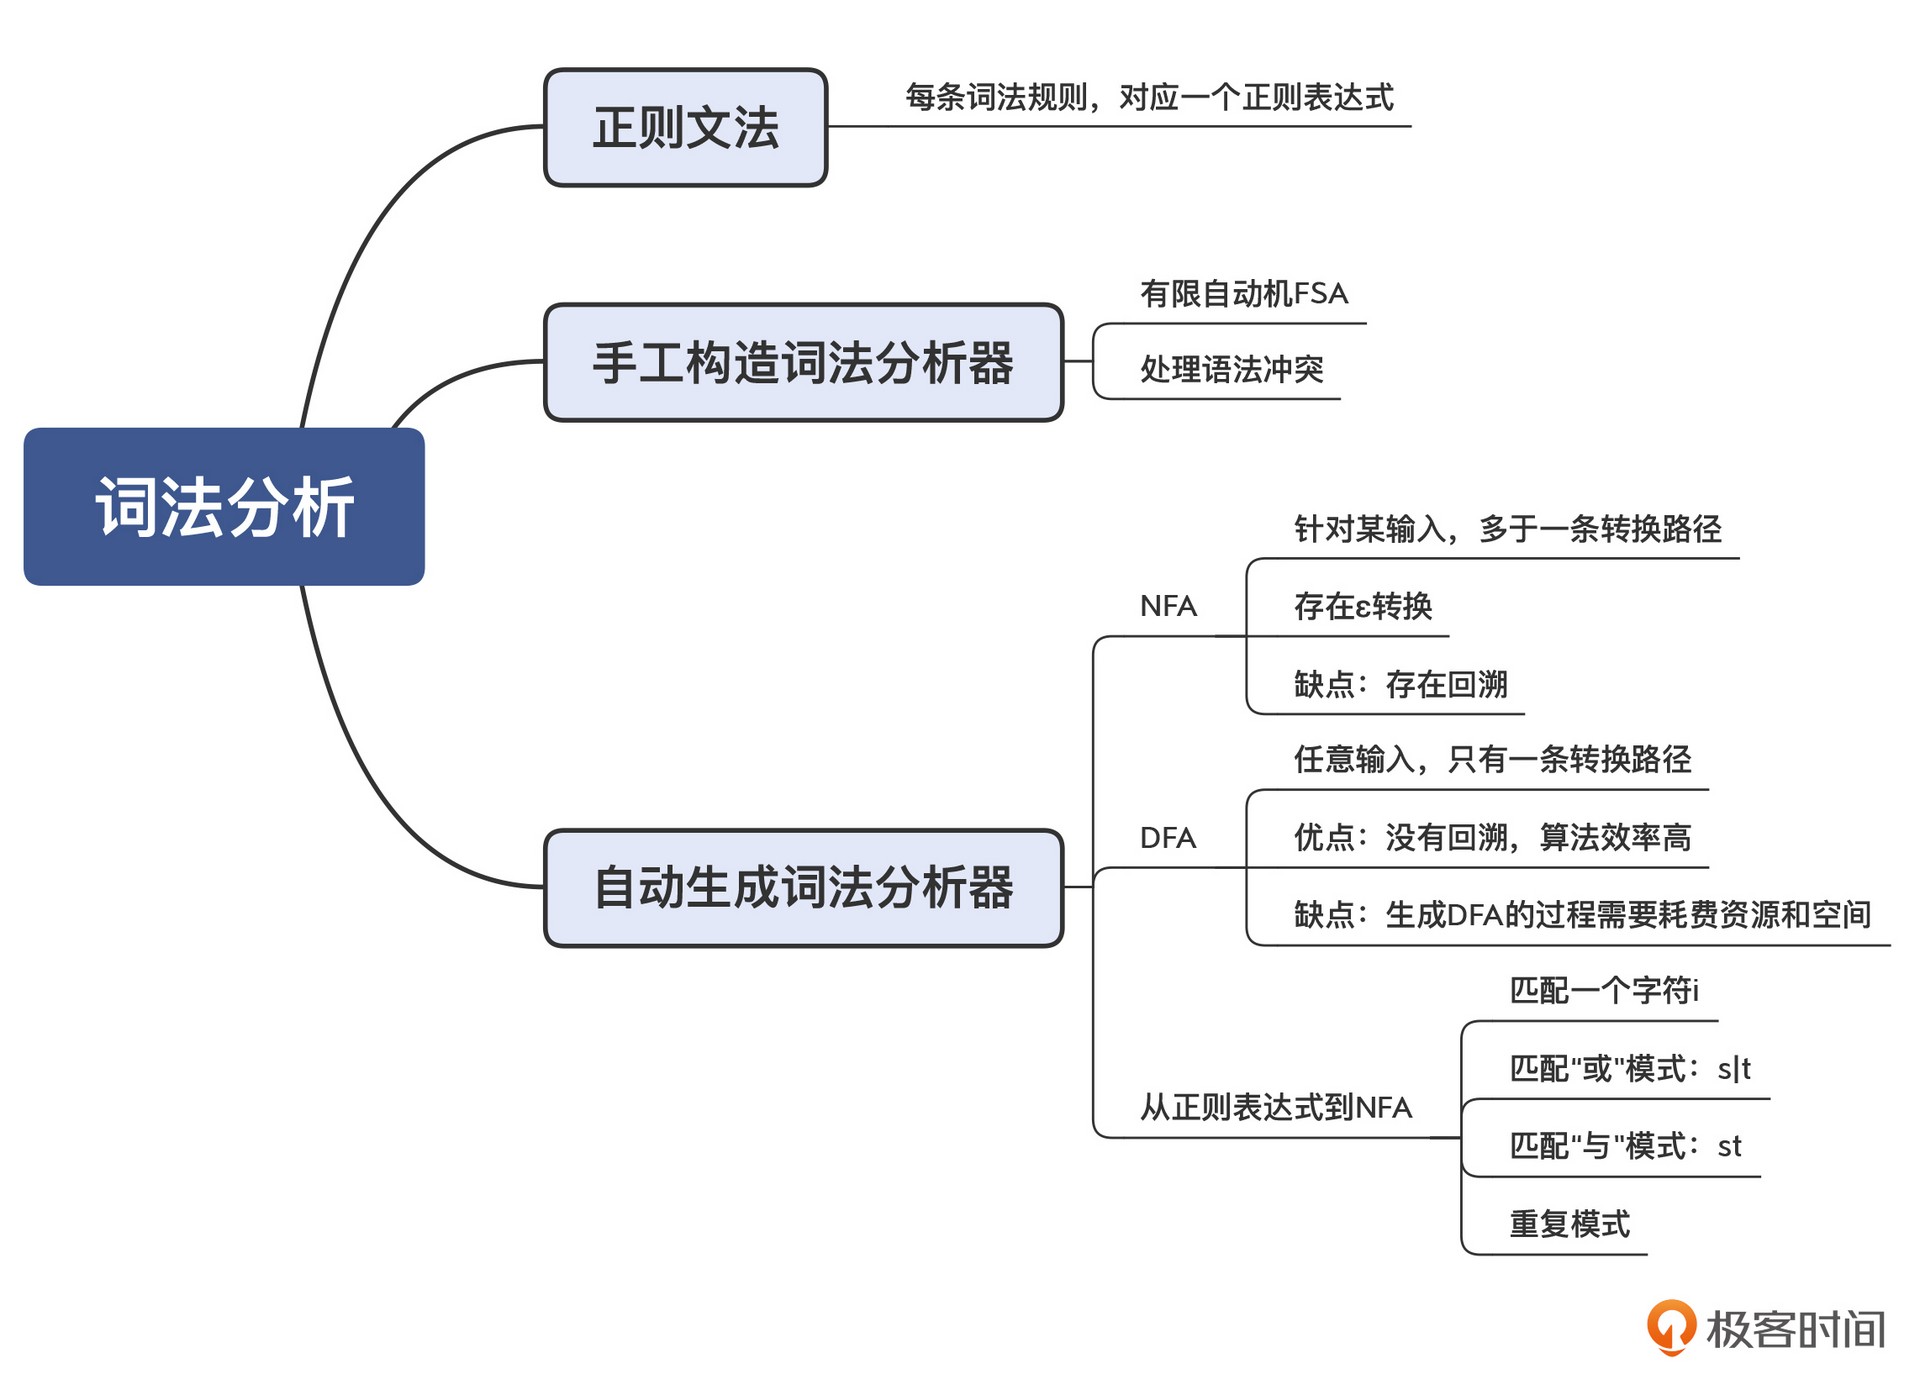 正则文法
每条词法规则，对应一个正则表达式
手工构造词法分析器
有限自动机FSA
处理语法冲突
词法分析
自动生成词法分析器
NFA
针对某输入，多于一条转换路径
存在ε转换
缺点：存在回溯
DFA
任意输入，只有一条转换路径
优点：没有回溯，算法效率高
缺点：生成DFA的过程需要耗费资源和空间
从正则表达式到NFA
匹配一个字符i
匹配“或"模式：s|t
匹配“与"模式：st
重复模式
极客时间